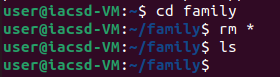 user@iacsd-VM:~$ cd family
user@iacsd-VM:~/family$ rm *
user@iacsd-VM:~/family$ ls
user@iacsd-VM:~/family$